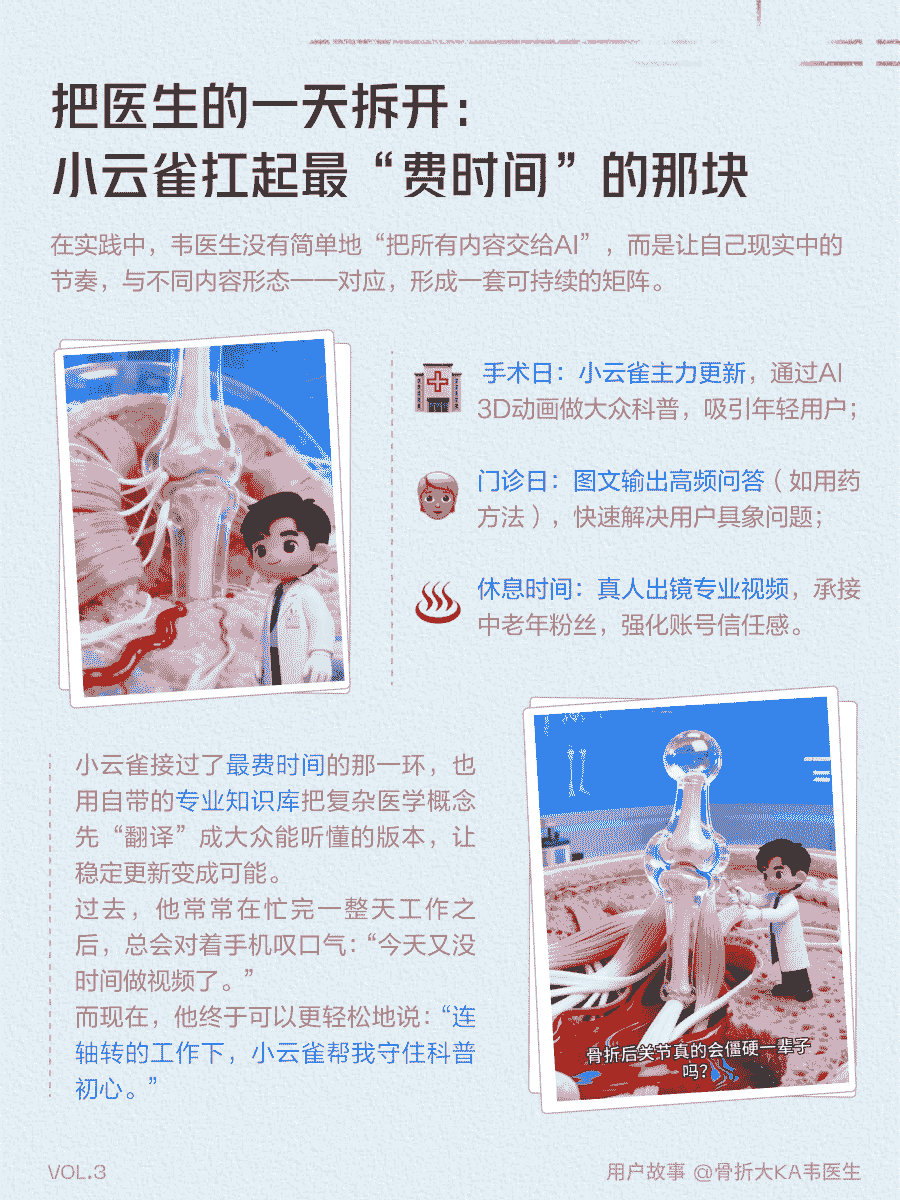 把医生的一天拆开：
小云雀扛起最“费时间”的那块
在实践中，韦医生没有简单地“把所有内容交给AI”，而是让自己现实中的
节奏，与不同内容形态一一对应，形成一套可持续的矩阵。
手术日：小云雀主力更新，通过AI
3D动画做大众科普，吸引年轻用户；
门诊日：图文输出高频问答（如用药
方法），快速解决用户具象问题；
休息时间：真人出镜专业视频，承接
中老年粉丝，强化账号信任感。
小云雀接过了最费时间的那一环，也
用自带的专业知识库把复杂医学概念
先“翻译”成大众能听懂的版本，让
稳定更新变成可能。
过去，他常常在忙完一整天工作之
后，总会对着手机叹口气：“今天又没
时间做视频了。”
而现在，他终于可以更轻松地说：“连
轴转的工作下，小云雀帮我守住科普
初心。”
骨折后关节真的会僵硬一辈子
吗？
VOL.3
用户故事 @骨折大KA韦医生